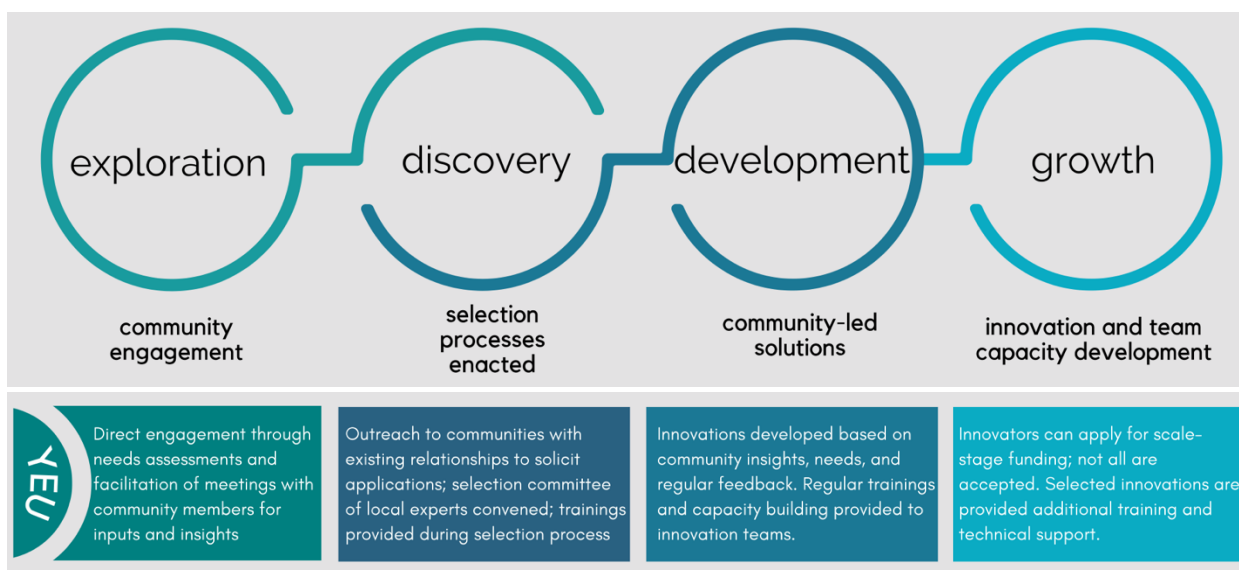 exploration
discovery
development
growth
community
engagement
selection
processes
enacted
community-led
solutions
innovation and team
capacity development
YEU
Direct engagement through
needs assessments and
facilitation of meetings with
community members for
inputs and insights
Outreach to communities with
existing relationships to solicit
applications; selection committee
of local experts convened; trainings
provided during selection process
Innovations developed based on
community insights, needs, and
regular feedback. Regular trainings
and capacity building provided to
innovation teams.
Innovators can apply for scale-
stage funding; not all are
accepted. Selected innovations are
provided additional training and
technical support.